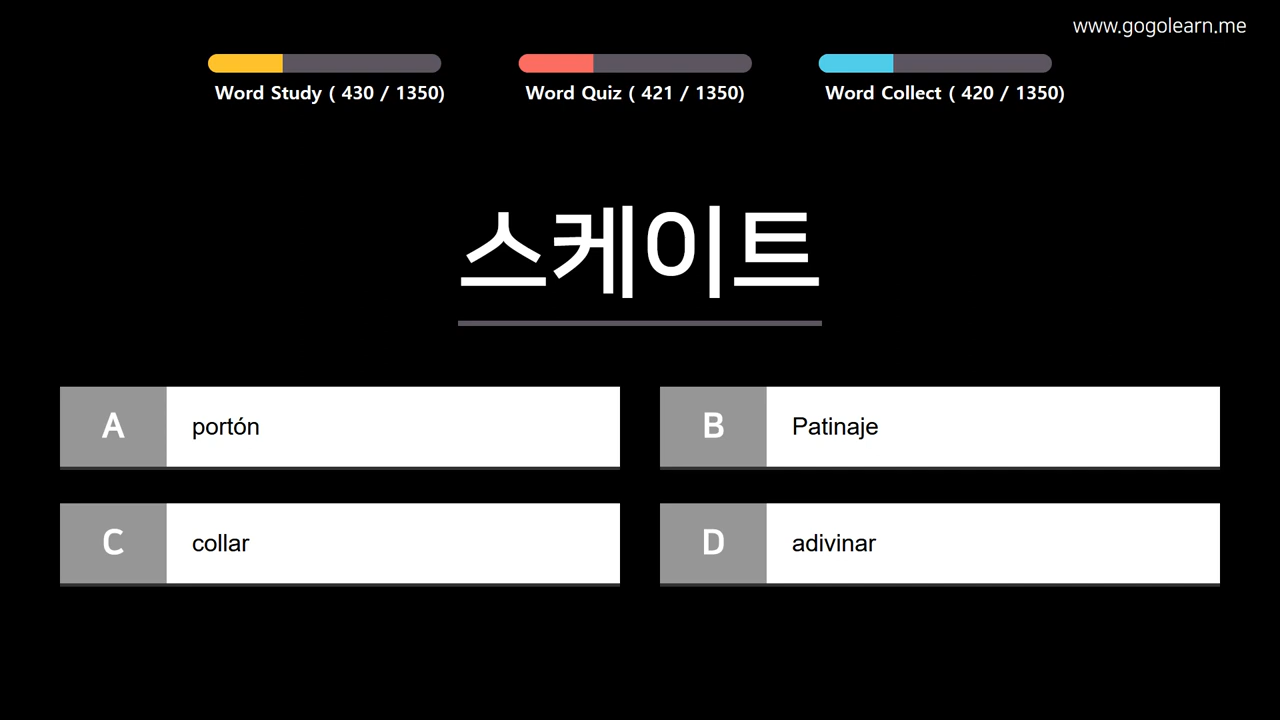 www.gogolearn.me
Word Study ( 430 / 1350)
Word Quiz ( 421 / 1350)
Word Collect ( 420 / 1350)
스케이트
A portón
B Patinaje
C collar
D adivinar